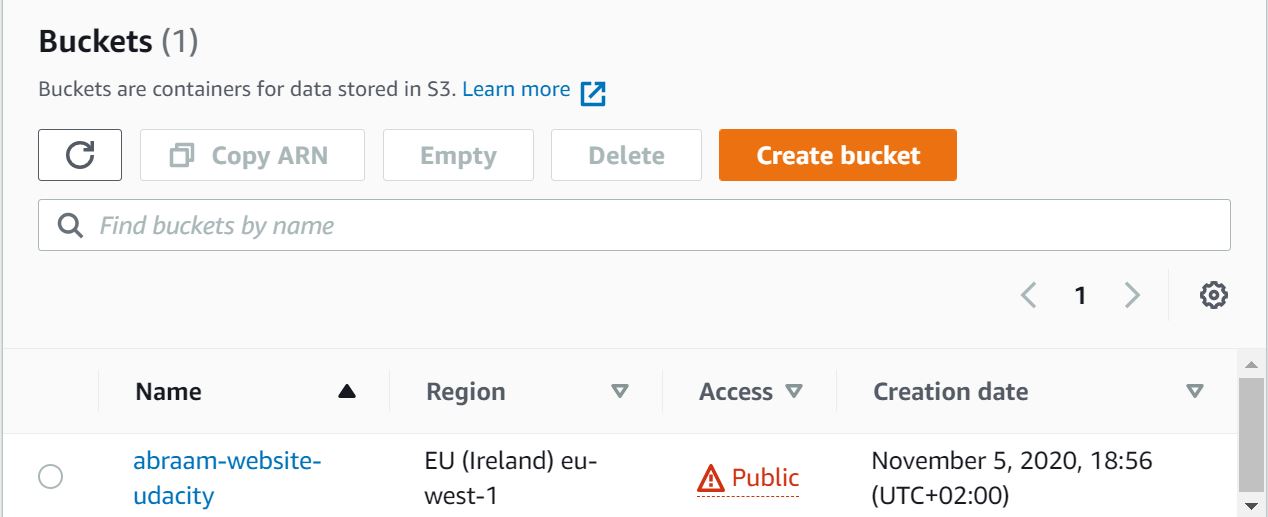 Buckets (1)
Buckets are containers for data stored in S3. Learn more
Copy ARN Empty Delete Create bucket
Find buckets by name
1
Name Region Access Creation date
abraam-website- EU (Ireland) eu- Public November 5, 2020, 18:56
udacity west-1 (UTC+02:00)